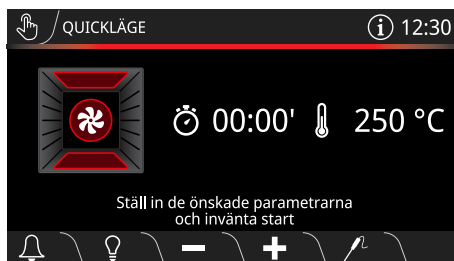 QUICKLÄGE
i 12:30
00:00' 250 °C
Ställ in de önskade parametrarna
och invänta start